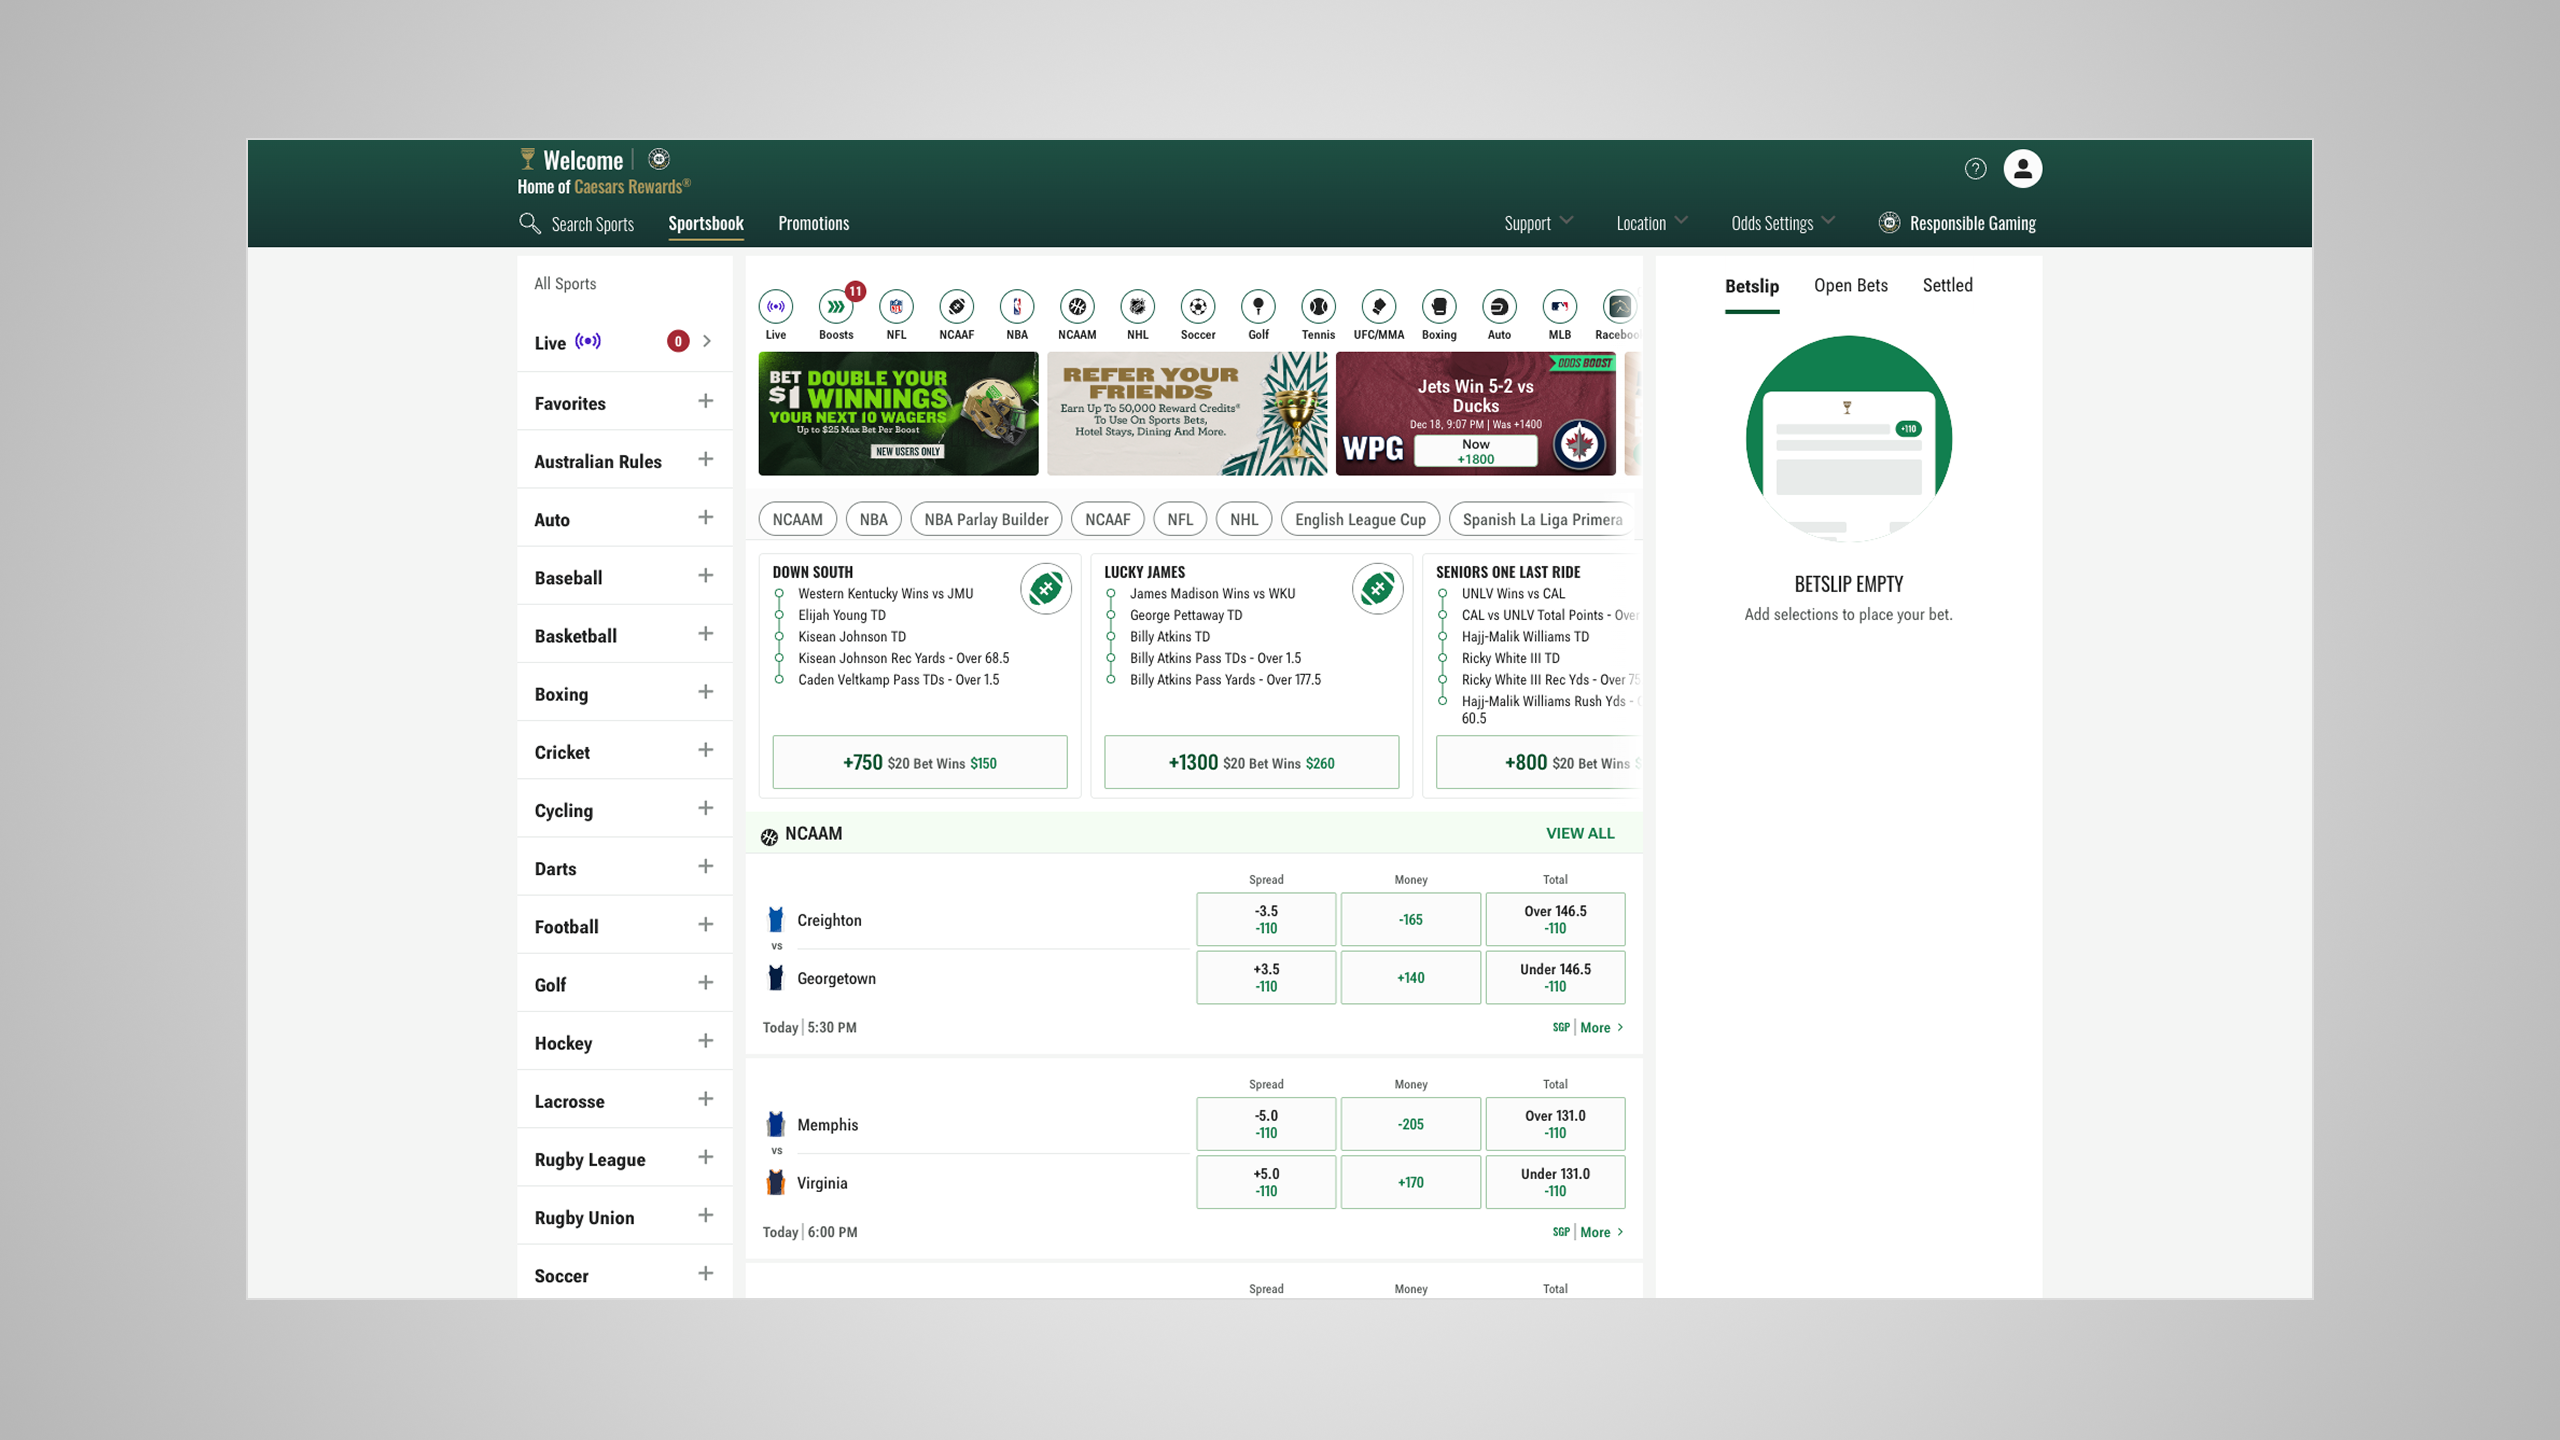 Welcome
Home of Caesars Rewards®
Search Sports
Sportsbook
Promotions
Support
Location
Odds Settings
Responsible Gaming
All Sports
Live
0
Favorites
Australian Rules
Auto
Baseball
Basketball
Boxing
Cricket
Cycling
Darts
Football
Golf
Hockey
Lacrosse
Rugby League
Rugby Union
Soccer
11
Live
Boosts
NFL
NCAAF
NBA
NCAAM
NHL
Soccer
Golf
Tennis
UFC/MMA
Boxing
Auto
MLB
BET $1 DOUBLE YOUR
WINNINGS
YOUR NEXT 10 WAGERS
Up to $25 Max Bet Per Boost
NEW USERS ONLY
REFER YOUR
FRIENDS
Earn Up To 50,000 Reward Credits®
To Use On Sports Bets,
Hotel Stays, Dining And More.
ODDS BOOST
Jets Win 5-2 vs
Ducks
Dec 18, 9:07 PM | Was +1400
WPG
Now
+1800
NCAAM
NBA
NBA Parlay Builder
NCAAF
NFL
NHL
English League Cup
Spanish La Liga Primera
DOWN SOUTH
Western Kentucky Wins vs JMU
Elijah Young TD
Kisean Johnson TD
Kisean Johnson Rec Yards - Over 68.5
Caden Veltkamp Pass TDs - Over 1.5
+750 $20 Bet Wins $150
LUCKY JAMES
James Madison Wins vs WKU
George Pettaway TD
Billy Atkins TD
Billy Atkins Pass TDs - Over 1.5
Billy Atkins Pass Yards - Over 177.5
+1300 $20 Bet Wins $260
SENIORS ONE LAST RIDE
UNLV Wins vs CAL
CAL vs UNLV Total Points - Over
Hajj-Malik Williams TD
Ricky White III TD
Ricky White III Rec Yds - Over
Hajj-Malik Williams Rush Yds -
60.5
+800 $20 Bet Wins
NCAAM
VIEW ALL
Spread Money Total
Creighton
-3.5
-110
-165
Over 146.5
-110
vs
Georgetown
+3.5
-110
+140
Under 146.5
-110
Today | 5:30 PM
SGP | More
Spread Money Total
Memphis
-5.0
-110
-205
Over 131.0
-110
vs
Virginia
+5.0
-110
+170
Under 131.0
-110
Today | 6:00 PM
SGP | More
Spread Money Total
Betslip
Open Bets
Settled
+110
BETSLIP EMPTY
Add selections to place your bet.